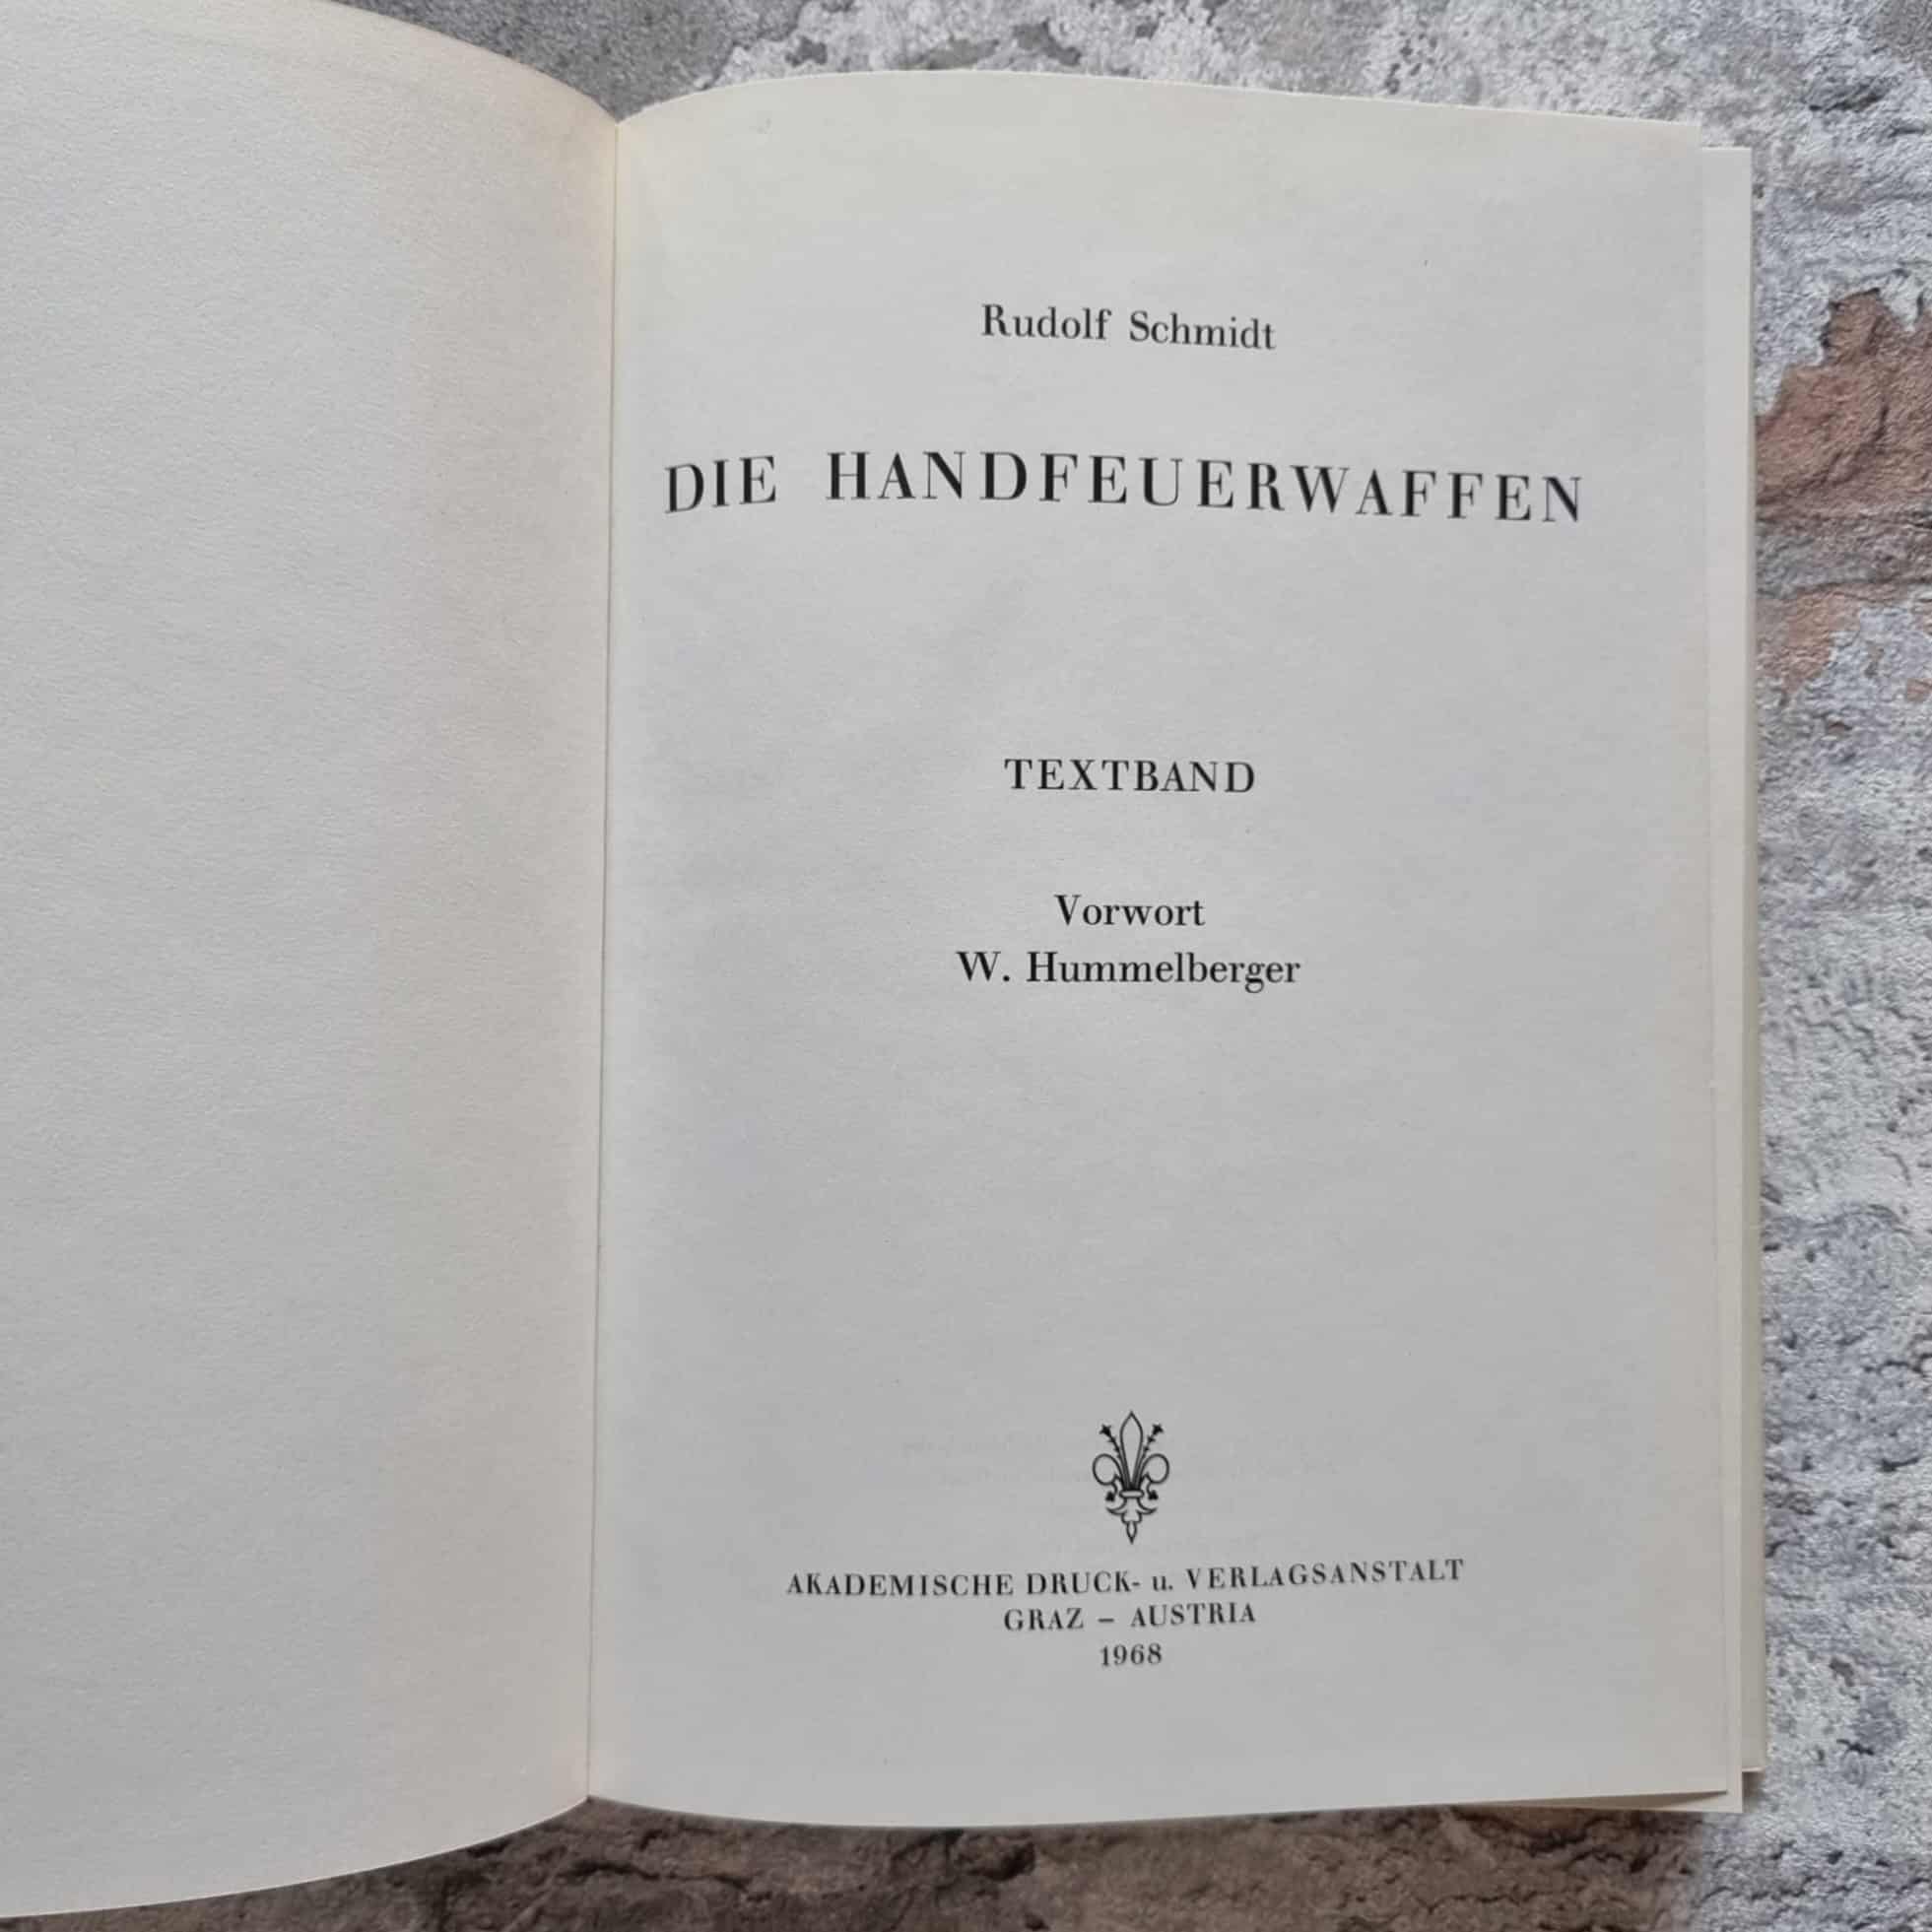 Rudolf Schmidt
DIE HANDFEUERWAFFEN
TEXTBAND
Vorwort
W. Hummelberger
AKADEMISCHE DRUCK- u. VERLAGSANSTALT
GRAZ – AUSTRIA
1968